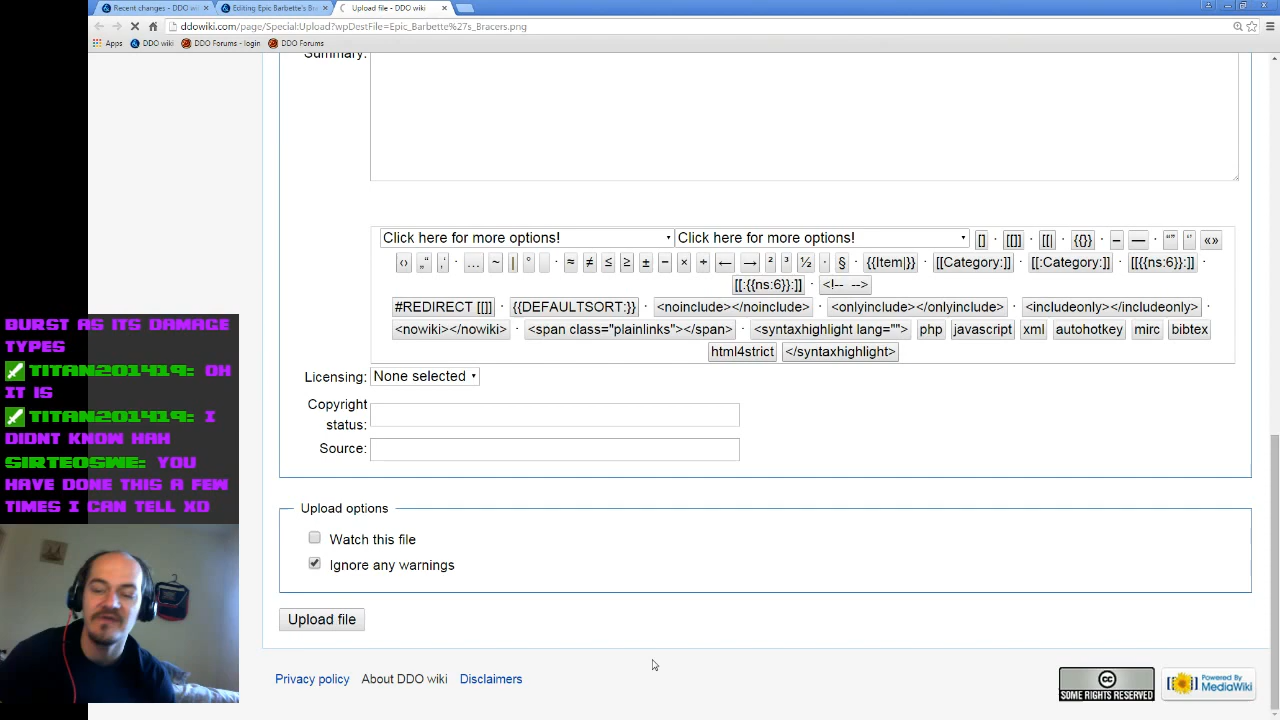 Recent changes - DDO wi
Editing Epic Barbette's Br
Upload file - DDO wiki
ddowiki.com/page/Special:Upload?wpDestFile=Epic_Barbette%27s_Bracers.png
Apps
DDO wiki
DDO Forums - login
DDO Forums
Summary:
Click here for more options!
Click here for more options!
[] · [[]] · [[| · {{}} · – · — · “” · ‘’ · «»
‹› · „“ · ‚‘ · … · ~ · | · ° · · ≈ · ≠ · ≤ · ≥ · ± · − · × · ÷ · ← · → · ² · ³ · ½ · · · § · {{Item|}} · [[Category:]] · [[:Category:]] · [[{{ns:6}}:]] ·
[[:{{ns:6}}:]] · <!-- -->
#REDIRECT [[]] · {{DEFAULTSORT:}} · <noinclude></noinclude> · <onlyinclude></onlyinclude> · <includeonly></includeonly> ·
<nowiki></nowiki> · <span class="plainlinks"></span> · <syntaxhighlight lang=""> php javascript xml autohotkey mirc bibtex
html4strict </syntaxhighlight>
Licensing: None selected
Copyright
status:
Source:
Upload options
Watch this file
Ignore any warnings
Upload file
Privacy policy About DDO wiki Disclaimers
CC
SOME RIGHTS RESERVED
Powered By
MediaWiki
BURST AS ITS DAMAGE
TYPES
TITAN201419: OH
IT IS
TITAN201419: I
DIDNT KNOW HAH
SIRTEOSWE: YOU
HAVE DONE THIS A FEW
TIMES I CAN TELL XD